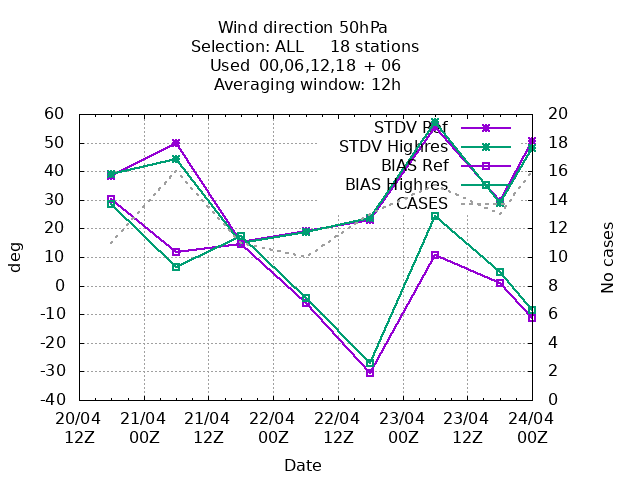 Wind direction 50hPa
Selection: ALL 18 stations
Used 00,06,12,18 + 06
Averaging window: 12h
60 20
50 18
40 16
30 14
20 12
10 10
0 8
-10 6
-20 4
-30 2
-40 0
STDV Ref
STDV Highres
BIAS Ref
BIAS Highres
CASES
deg
No cases
20/04 21/04 21/04 22/04 22/04 23/04 23/04 24/04
12Z 00Z 12Z 00Z 12Z 00Z 12Z 00Z
Date